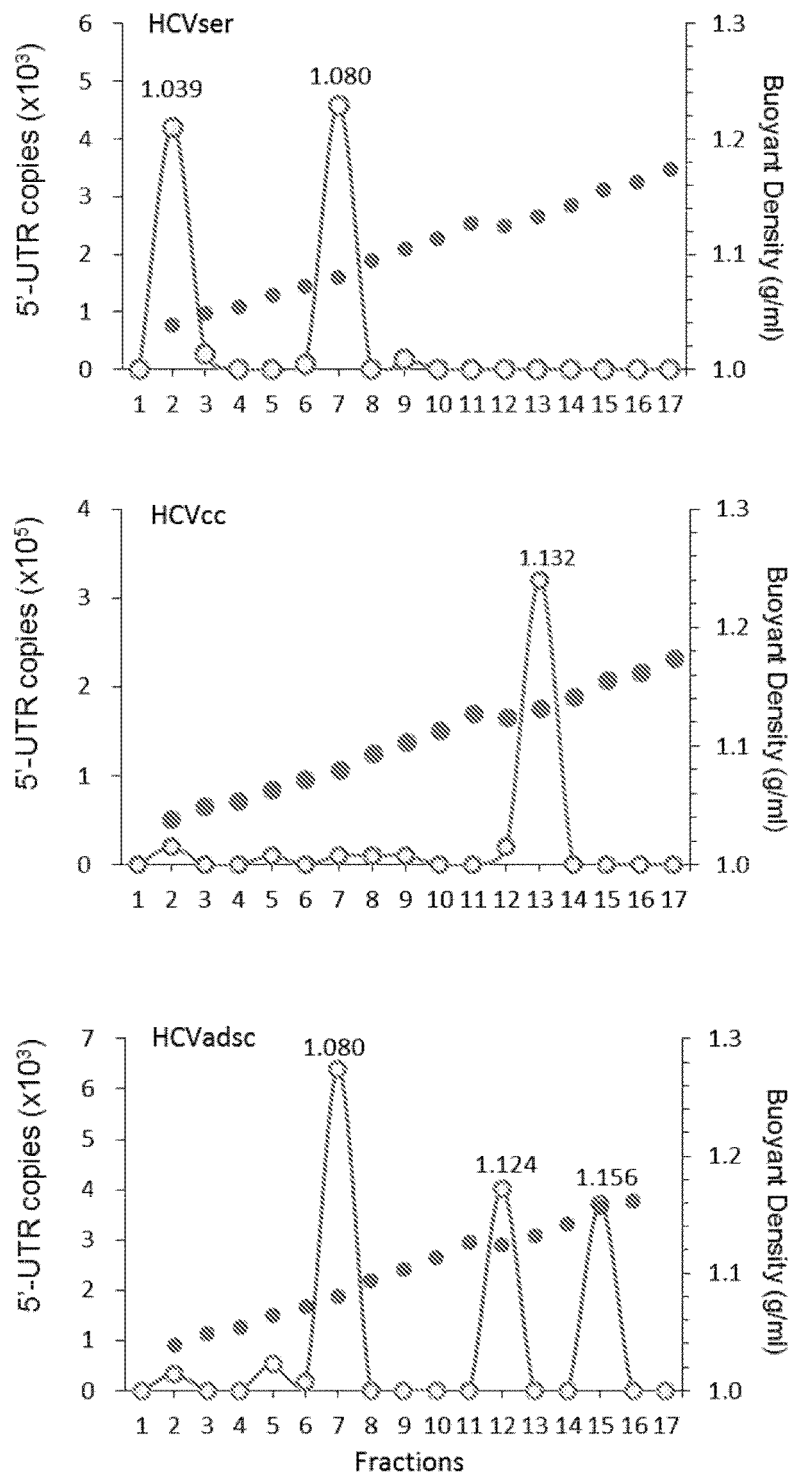 HCVser
5'-UTR copies (x10³)
6
5
4
3
2
1
0
1.039
1.080
1.3
1.2
1.1
1.0
Buoyant Density (g/ml)
1 2 3 4 5 6 7 8 9 10 11 12 13 14 15 16 17
HCVcc
5'-UTR copies (x10⁵)
4
3
2
1
0
1.132
1.3
1.2
1.1
1.0
Buoyant Density (g/ml)
1 2 3 4 5 6 7 8 9 10 11 12 13 14 15 16 17
HCVadsc
5'-UTR copies (x10³)
7
6
5
4
3
2
1
0
1.080
1.124
1.156
1.3
1.2
1.1
1.0
Buoyant Density (g/ml)
1 2 3 4 5 6 7 8 9 10 11 12 13 14 15 16 17
Fractions